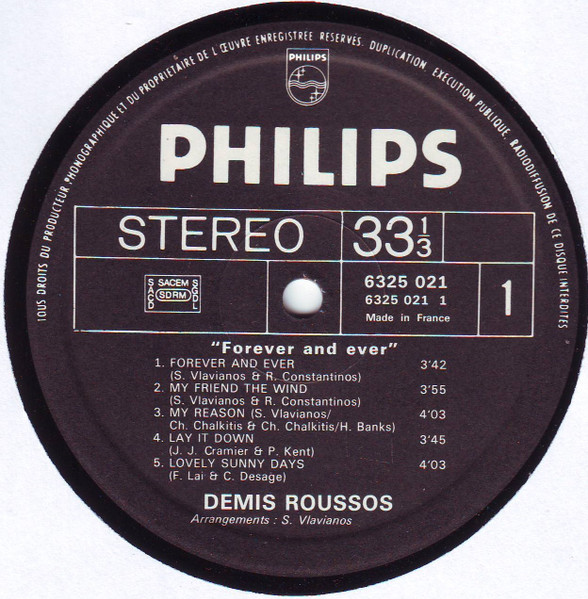 TOUS DROITS DU PRODUCTEUR, PHONOGRAPHIQUE ET DU PROPRIETAIRE DE L'ŒUVRE ENREGISTREE RESERVES. DUPLICATION, EXECUTION PUBLIQUE, RADIODIFFUSION DE CE DISQUE INTERDITES
PHILIPS
PHILIPS
STEREO 33 1/3
SACEM
SACD SDRM SGDL
6325 021
6325 021 1
Made in France
1
"Forever and ever"
1. FOREVER AND EVER 3'42
(S. Vlavianos & R. Constantinos)
2. MY FRIEND THE WIND 3'55
(S. Vlavianos & R. Constantinos)
3. MY REASON (S. Vlavianos/ 4'03
Ch. Chalkitis & Ch. Chalkitis/H. Banks)
4. LAY IT DOWN 3'45
(J. J. Cramier & P. Kent)
5. LOVELY SUNNY DAYS 4'03
(F. Lai & C. Desage)
DEMIS ROUSSOS
Arrangements : S. Vlavianos